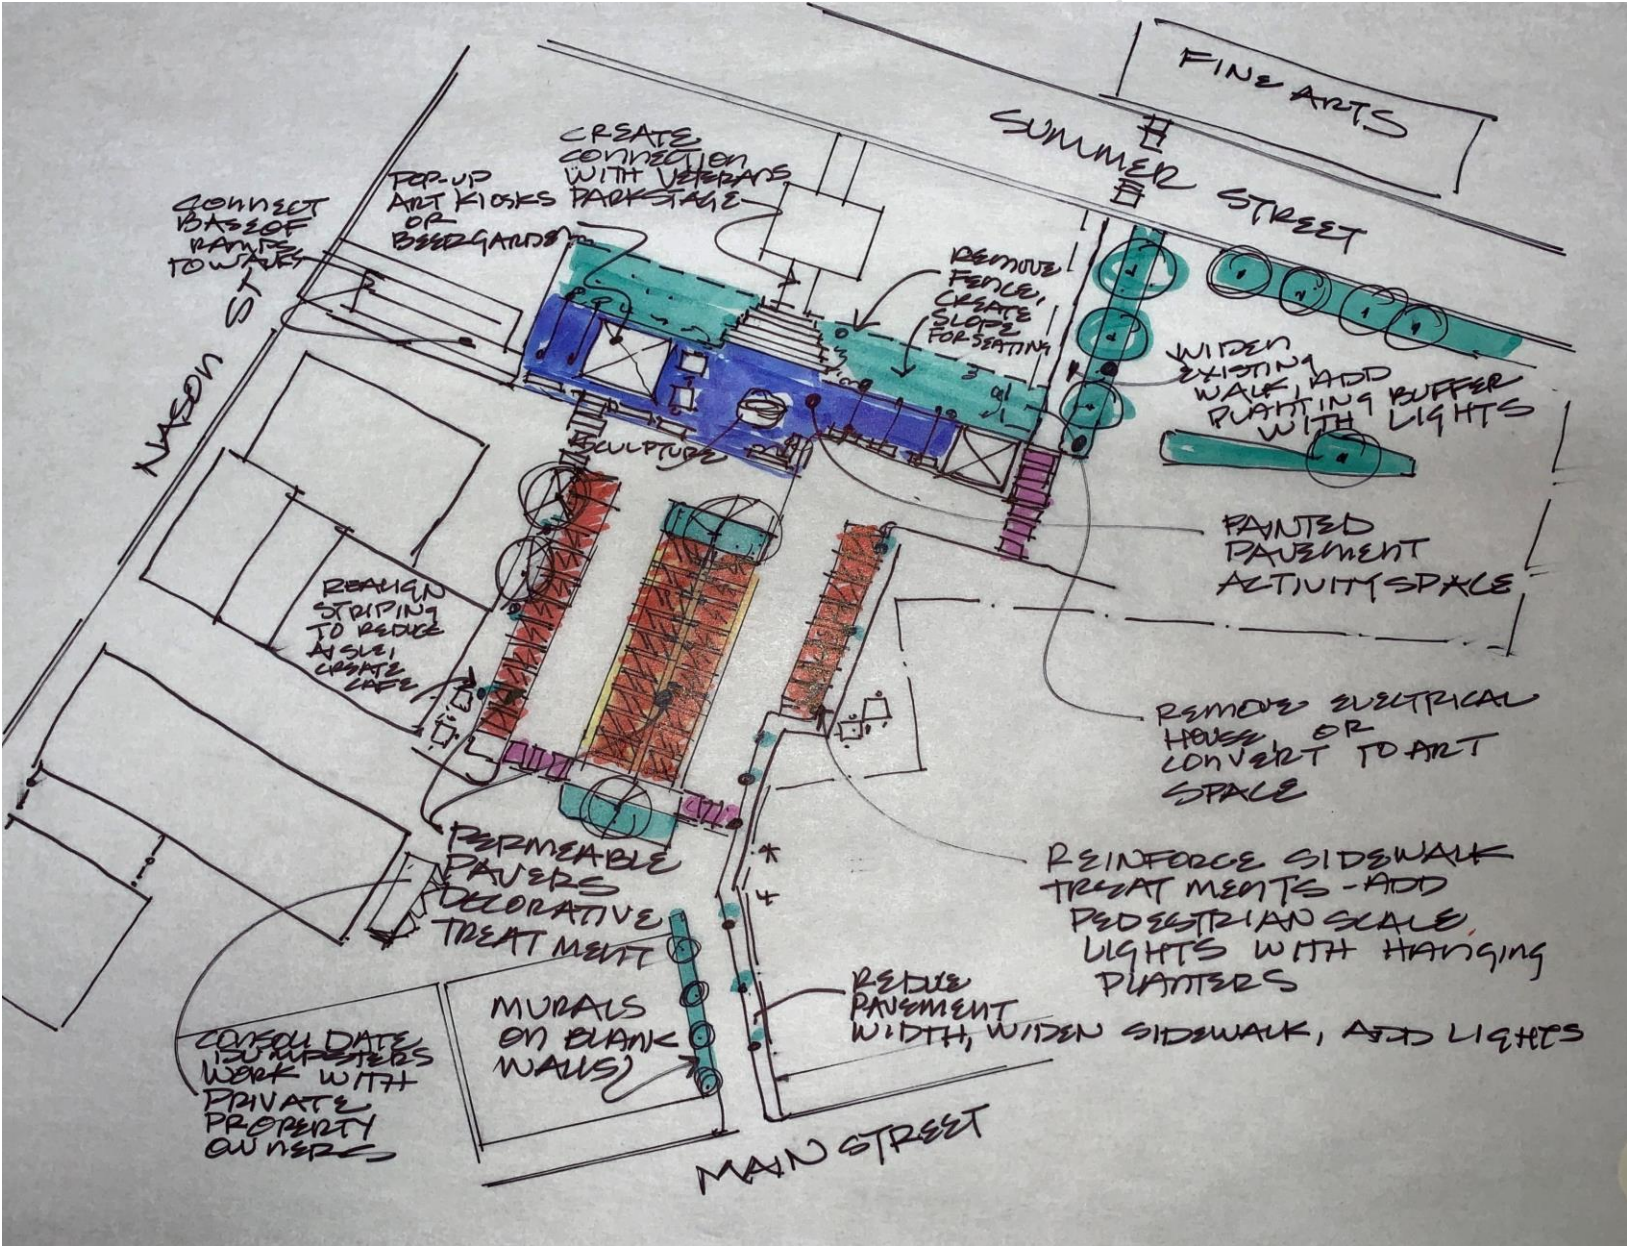 FINE ARTS
SUMMER STREET
CREATE
CONNECTION
WITH VETERANS
PARK STAGE
POP-UP
ART KIOSKS
OR
BEERGARDEN
CONNECT
BASE OF
RAMPS
TO WALKS
NASON ST
REMOVE
FENCE,
CREATE
SLOPE
FOR SEATING
WIDEN
EXISTING
WALK, ADD
PLANTING BUFFER
WITH LIGHTS
SCULPTURE
PAINTED
PAVEMENT
ACTIVITY SPACE
REALIGN
STRIPING
TO REDUCE
AISLE,
CREATE
CAFE
REMOVE ELECTRICAL
HOUSE, OR
CONVERT TO ART
SPACE
PERMEABLE
PAVERS
DECORATIVE
TREATMENT
REINFORCE SIDEWALK
TREATMENTS - ADD
PEDESTRIAN SCALE
LIGHTS WITH HANGING
PLANTERS
MURALS
ON BLANK
WALLS
REDUE
PAVEMENT
WIDTH, WIDEN SIDEWALK, ADD LIGHTS
CONSOLIDATE
DUMPSTERS
WORK WITH
PRIVATE
PROPERTY
OWNERS
MAIN STREET